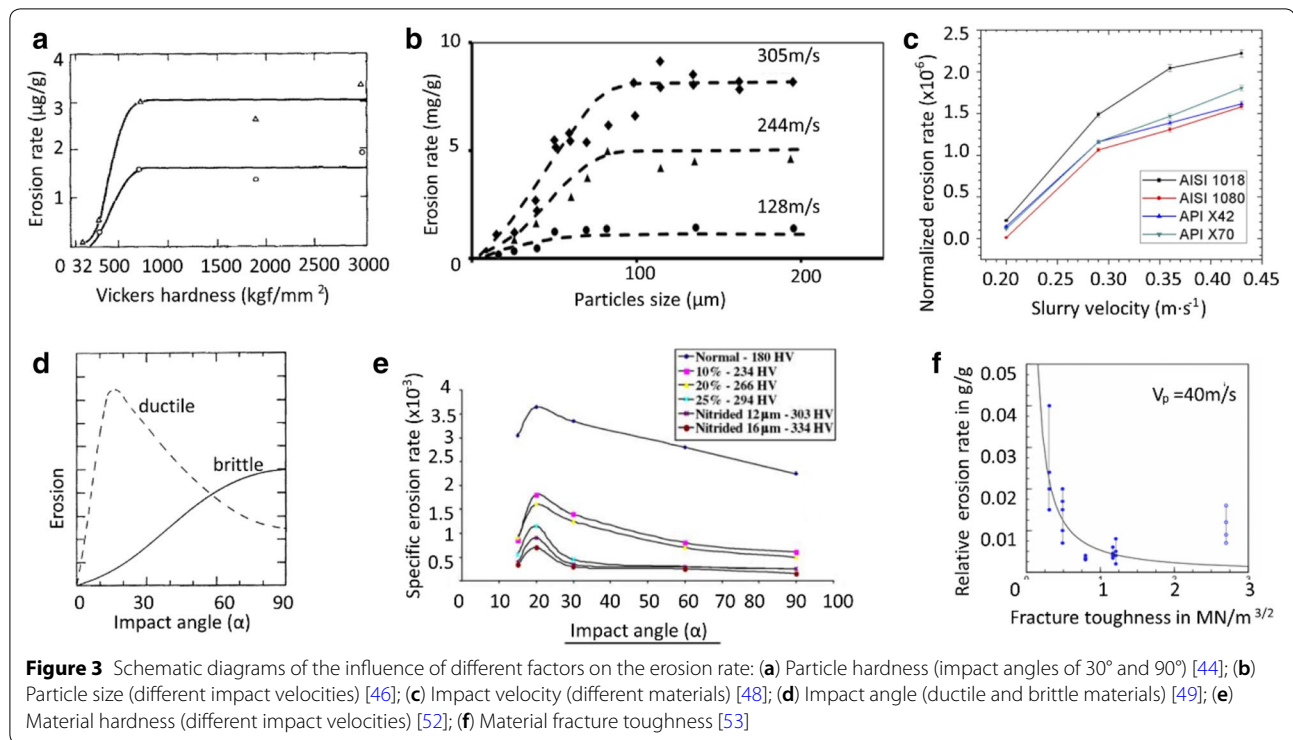 a
Erosion rate (μg/g)
4
3
2
1
0 32 500 1000 1500 2000 2500 3000
Vickers hardness (kgf/mm²)
b
Erosion rate (mg/g)
10
5
0
305m/s
244m/s
128m/s
0 100 200
Particles size (μm)
c
Normalized erosion rate (x10⁻⁶)
2.5
2.0
1.5
1.0
0.5
0.0
AISI 1018
AISI 1080
API X42
API X70
0.20 0.25 0.30 0.35 0.40 0.45
Slurry velocity (m·s⁻¹)
d
Erosion
ductile
brittle
0 30 60 90
Impact angle (α)
e
Specific erosion rate (x10⁻³)
4
3.5
3
2.5
2
1.5
1
0.5
Normal - 180 HV
10% - 234 HV
20% - 266 HV
25% - 294 HV
Nitrided 12μm - 303 HV
Nitrided 16μm - 334 HV
0 10 20 30 40 50 60 70 80 90 100
Impact angle (α)
f
Relative erosion rate in g/g
0.05
0.04
0.03
0.02
0.01
Vₚ =40m/s
0 1 2 3
Fracture toughness in MN/m³/²
Figure 3 Schematic diagrams of the influence of different factors on the erosion rate: (a) Particle hardness (impact angles of 30° and 90°) [44]; (b)
Particle size (different impact velocities) [46]; (c) Impact velocity (different materials) [48]; (d) Impact angle (ductile and brittle materials) [49]; (e)
Material hardness (different impact velocities) [52]; (f) Material fracture toughness [53]